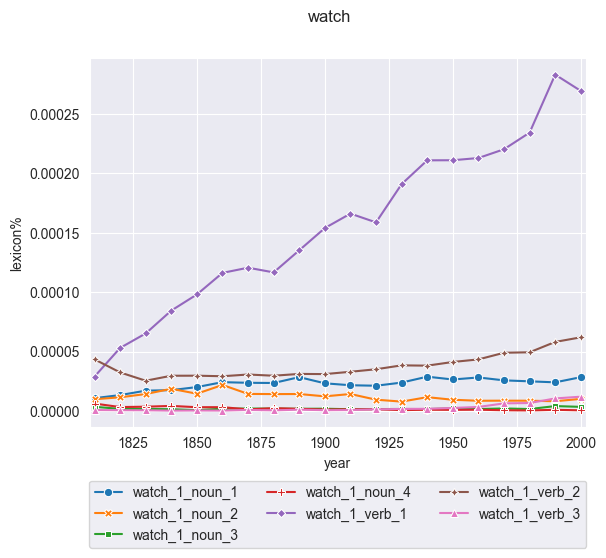 watch
0.00025
0.00020
0.00015
0.00010
0.00005
0.00000
lexicon%
1825 1850 1875 1900 1925 1950 1975 2000
year
watch_1_noun_1 watch_1_noun_4 watch_1_verb_2
watch_1_noun_2 watch_1_verb_1 watch_1_verb_3
watch_1_noun_3